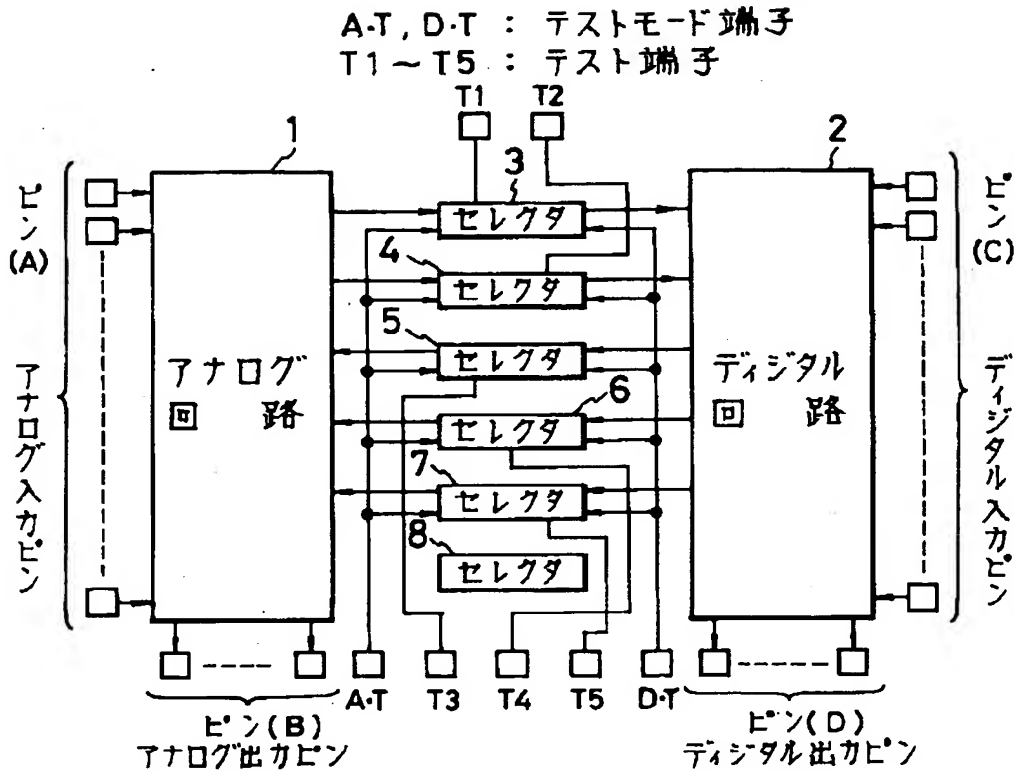 A・T, D・T : テストモード端子
T1〜T5 : テスト端子
T1
T2
1
2
3
セレクタ
4
セレクタ
5
セレクタ
6
セレクタ
7
セレクタ
8
セレクタ
アナログ
回路
ディジタル
回路
ピン
(A)
アナログ入力ピン
ピン
(C)
ディジタル入力ピン
A・T
T3
T4
T5
D・T
ピン(B)
アナログ出力ピン
ピン(D)
ディジタル出力ピン